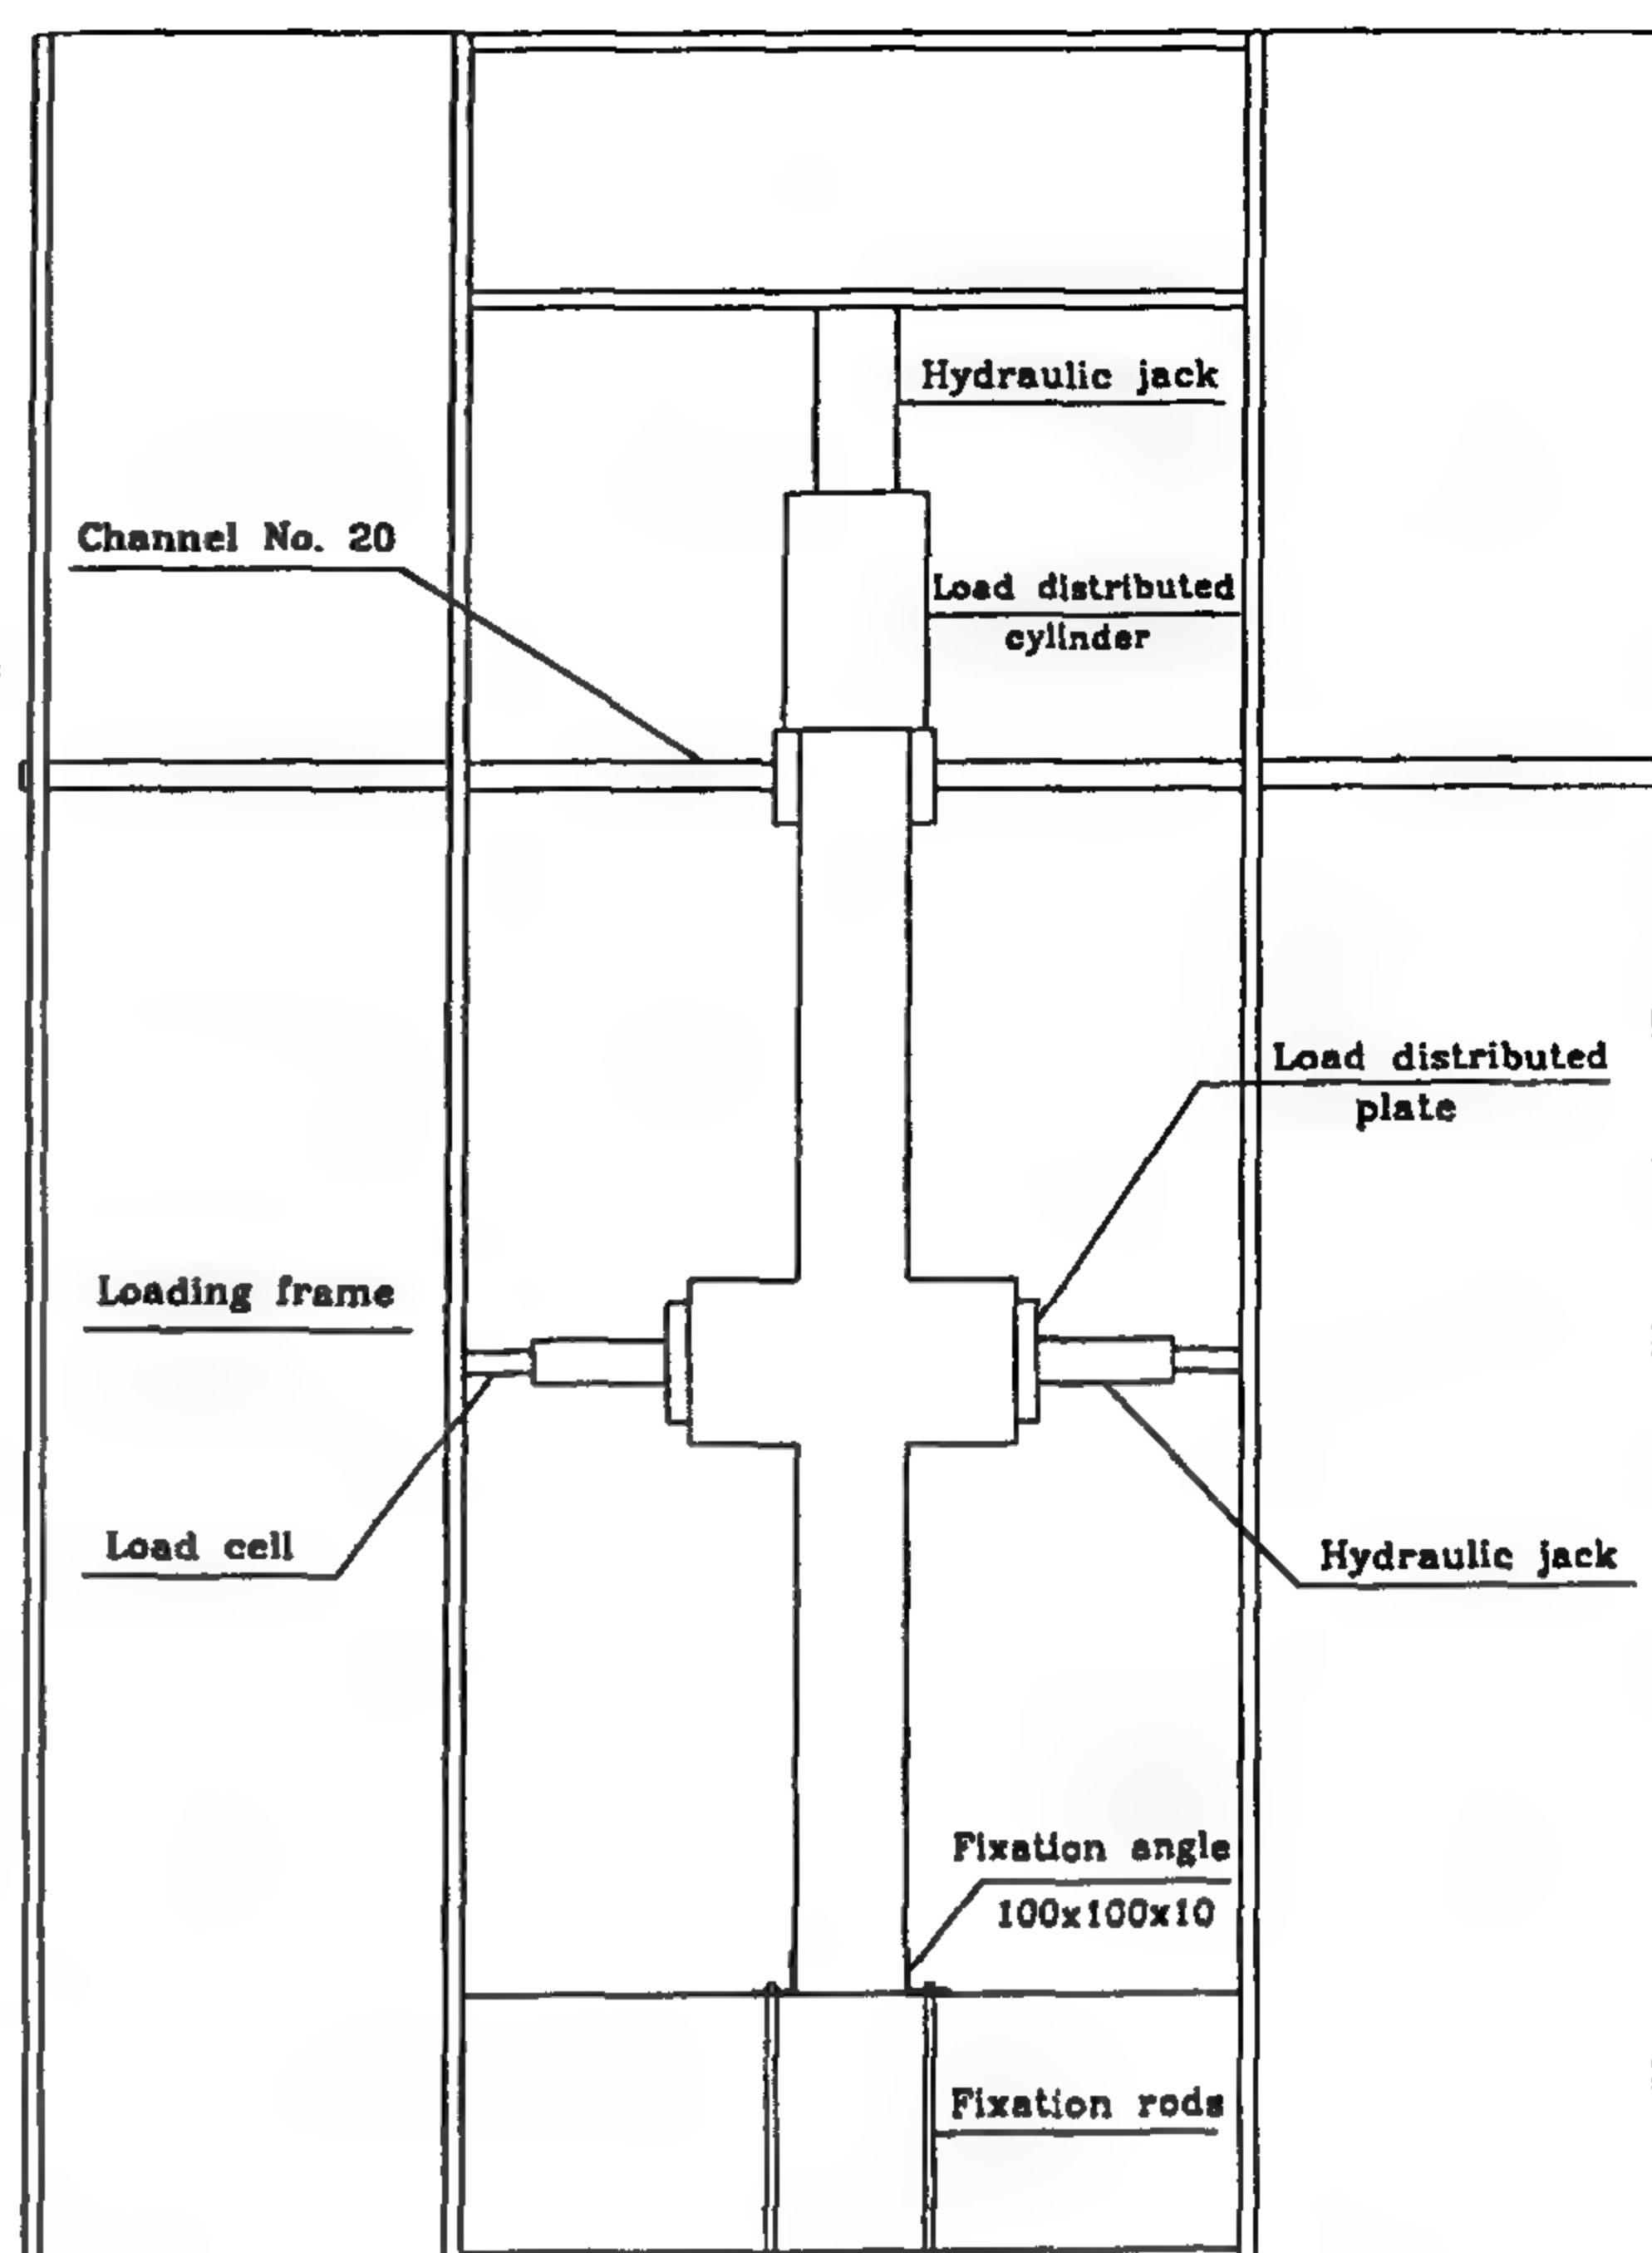 Hydraulic jack
Channel No. 20
Load distributed
cylinder
Load distributed
plate
Loading frame
Load cell
Hydraulic jack
Fixation angle
100x100x10
Fixation rods